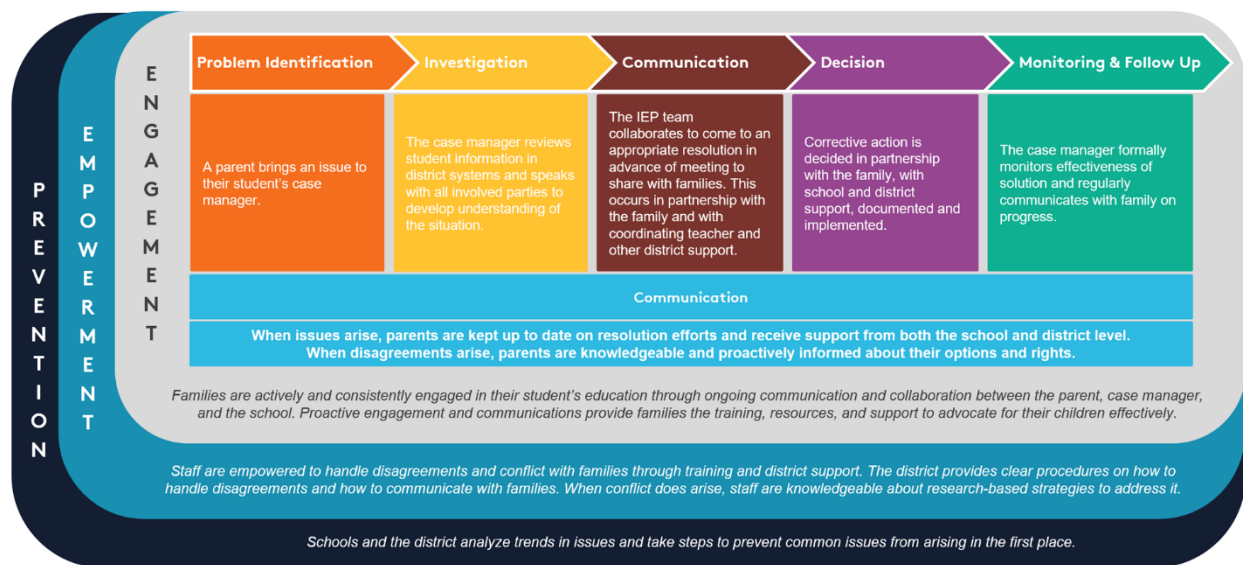 PREVENTION
EMPOWERMENT
ENGAGEMENT
Problem Identification
Investigation
Communication
Decision
Monitoring & Follow Up
A parent brings an issue to
their student's case
manager.
The case manager reviews
student information in
district systems and speaks
with all involved parties to
develop understanding of
the situation.
The IEP team
collaborates to come to an
appropriate resolution in
advance of meeting to
share with families. This
occurs in partnership with
the family and with
coordinating teacher and
other district support.
Corrective action is
decided in partnership
with the family, with
school and district
support, documented and
implemented.
The case manager formally
monitors effectiveness of
solution and regularly
communicates with family on
progress.
Communication
When issues arise, parents are kept up to date on resolution efforts and receive support from both the school and district level.
When disagreements arise, parents are knowledgeable and proactively informed about their options and rights.
Families are actively and consistently engaged in their student's education through ongoing communication and collaboration between the parent, case manager,
and the school. Proactive engagement and communications provide families the training, resources, and support to advocate for their children effectively.
Staff are empowered to handle disagreements and conflict with families through training and district support. The district provides clear procedures on how to
handle disagreements and how to communicate with families. When conflict does arise, staff are knowledgeable about research-based strategies to address it.
Schools and the district analyze trends in issues and take steps to prevent common issues from arising in the first place.